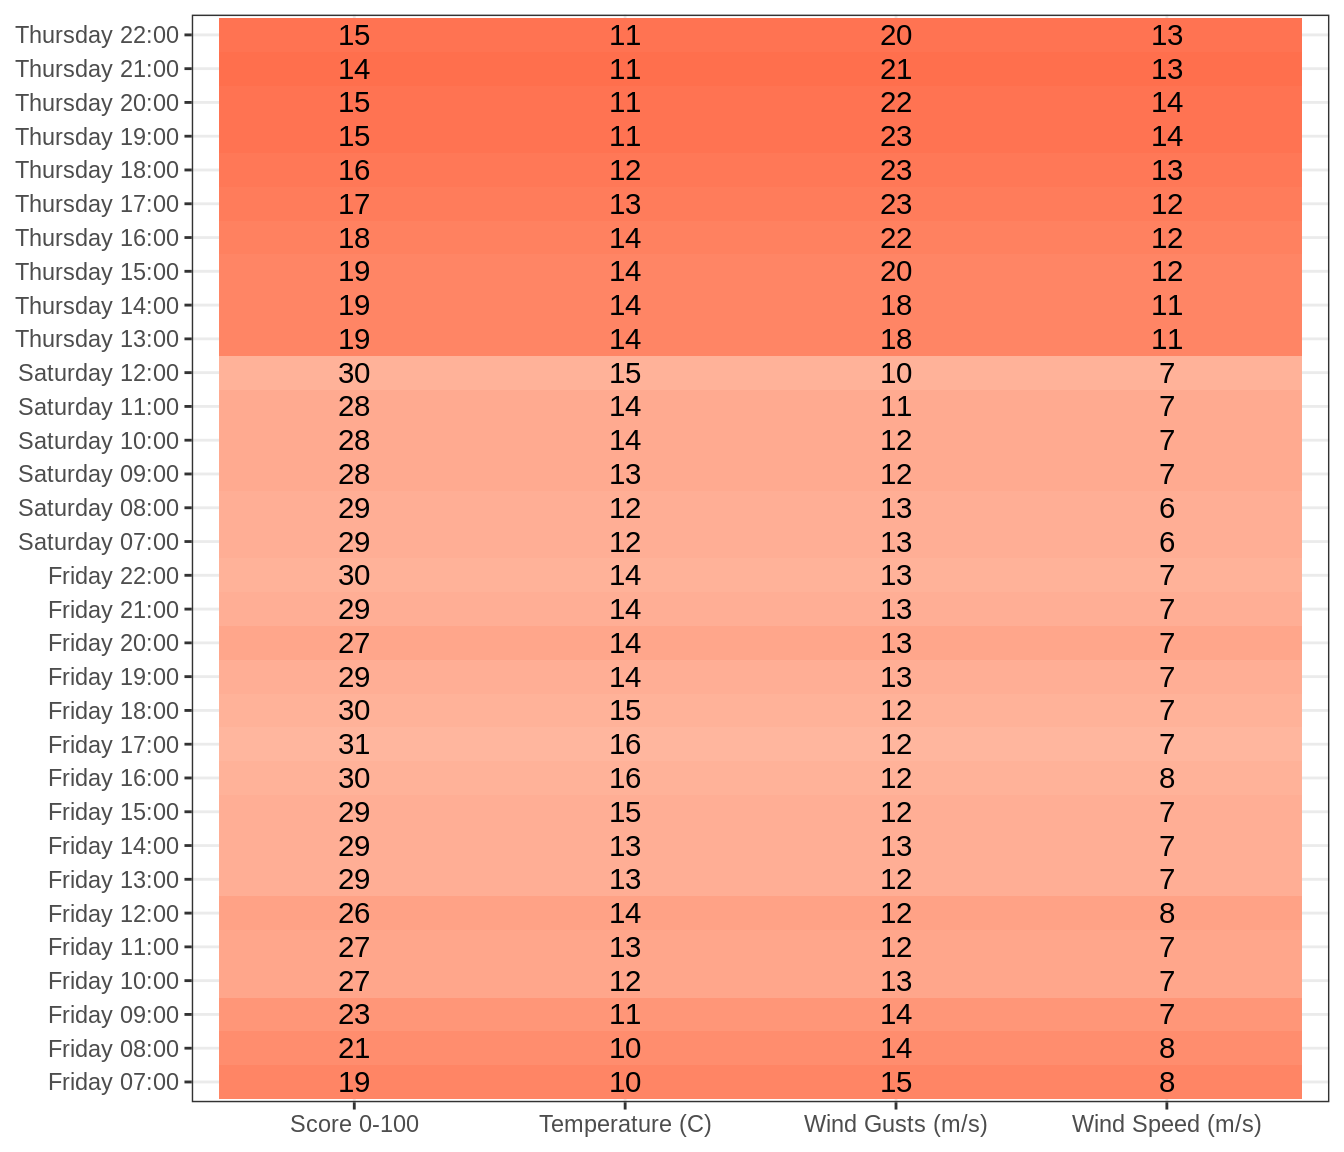 Thursday 22:00 15 11 20 13
Thursday 21:00 14 11 21 13
Thursday 20:00 15 11 22 14
Thursday 19:00 15 11 23 14
Thursday 18:00 16 12 23 13
Thursday 17:00 17 13 23 12
Thursday 16:00 18 14 22 12
Thursday 15:00 19 14 20 12
Thursday 14:00 19 14 18 11
Thursday 13:00 19 14 18 11
Saturday 12:00 30 15 10 7
Saturday 11:00 28 14 11 7
Saturday 10:00 28 14 12 7
Saturday 09:00 28 13 12 7
Saturday 08:00 29 12 13 6
Saturday 07:00 29 12 13 6
Friday 22:00 30 14 13 7
Friday 21:00 29 14 13 7
Friday 20:00 27 14 13 7
Friday 19:00 29 14 13 7
Friday 18:00 30 15 12 7
Friday 17:00 31 16 12 7
Friday 16:00 30 16 12 8
Friday 15:00 29 15 12 7
Friday 14:00 29 13 13 7
Friday 13:00 29 13 12 7
Friday 12:00 26 14 12 8
Friday 11:00 27 13 12 7
Friday 10:00 27 12 13 7
Friday 09:00 23 11 14 7
Friday 08:00 21 10 14 8
Friday 07:00 19 10 15 8
Score 0-100 Temperature (C) Wind Gusts (m/s) Wind Speed (m/s)